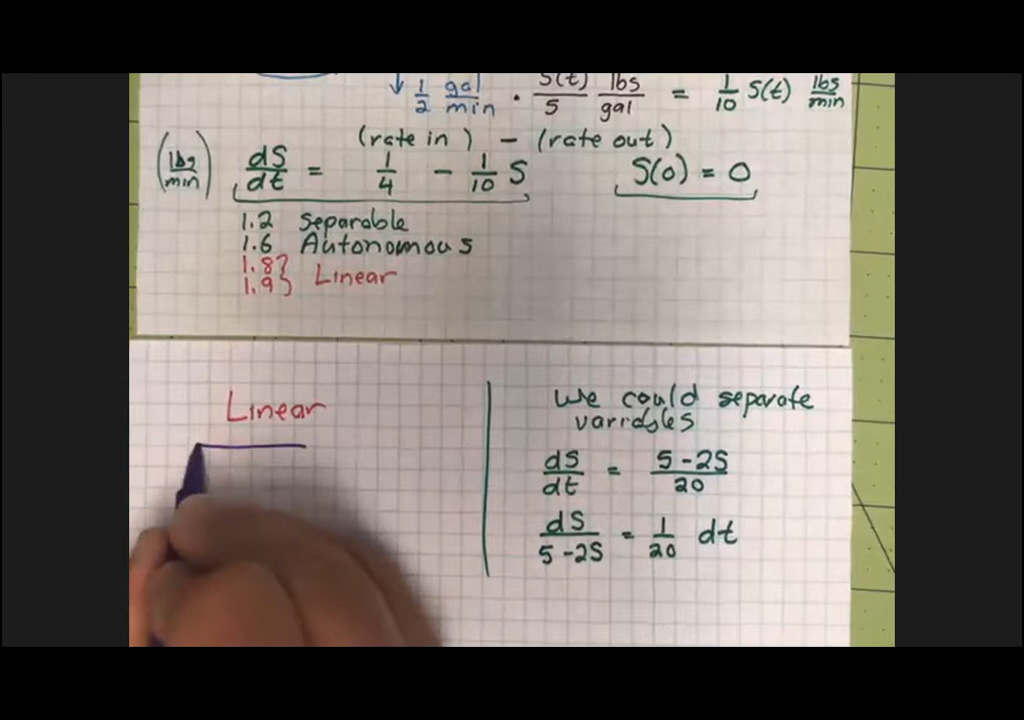 ↓ 1/2 gal/min · S(t)/5 lbs/gal = 1/10 S(t) lbs/min
(rate in) - (rate out)
(lbs/min) dS/dt = 1/4 - 1/10 S S(0) = 0
1.2 Separable
1.6 Autonomous
1.8 } Linear
1.9 }
Linear
We could separate
variables
dS/dt = 5-2S/20
dS/5-2S = 1/20 dt